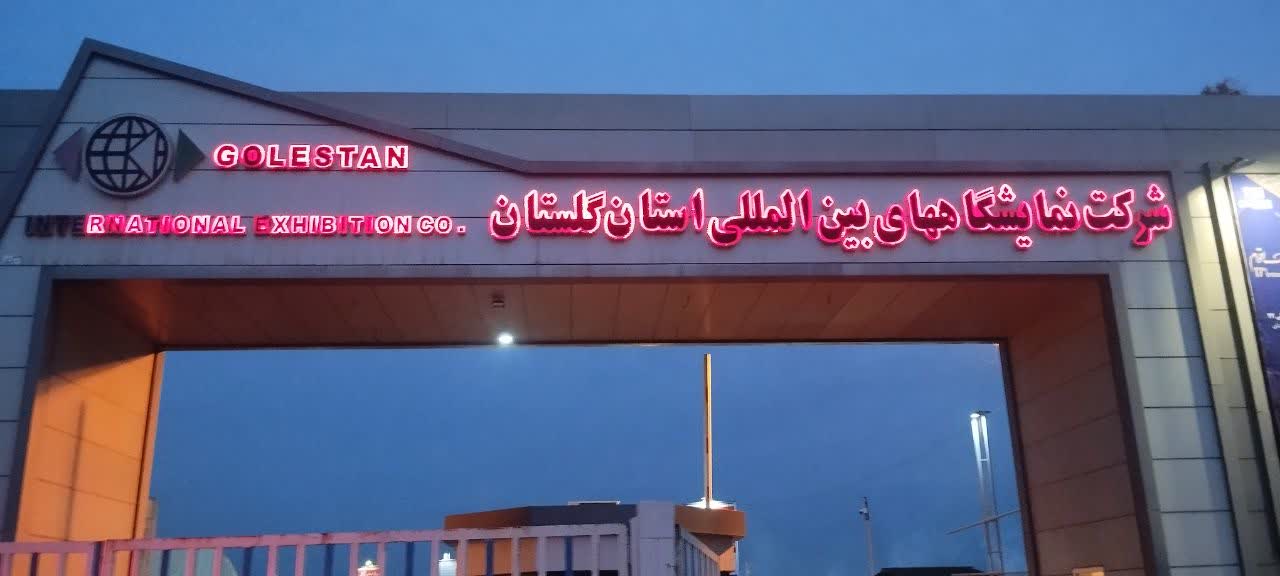 GOLESTAN
INTERNATIONAL EXHIBITION CO.
شرکت نمایشگاههای بین المللی استان گلستان